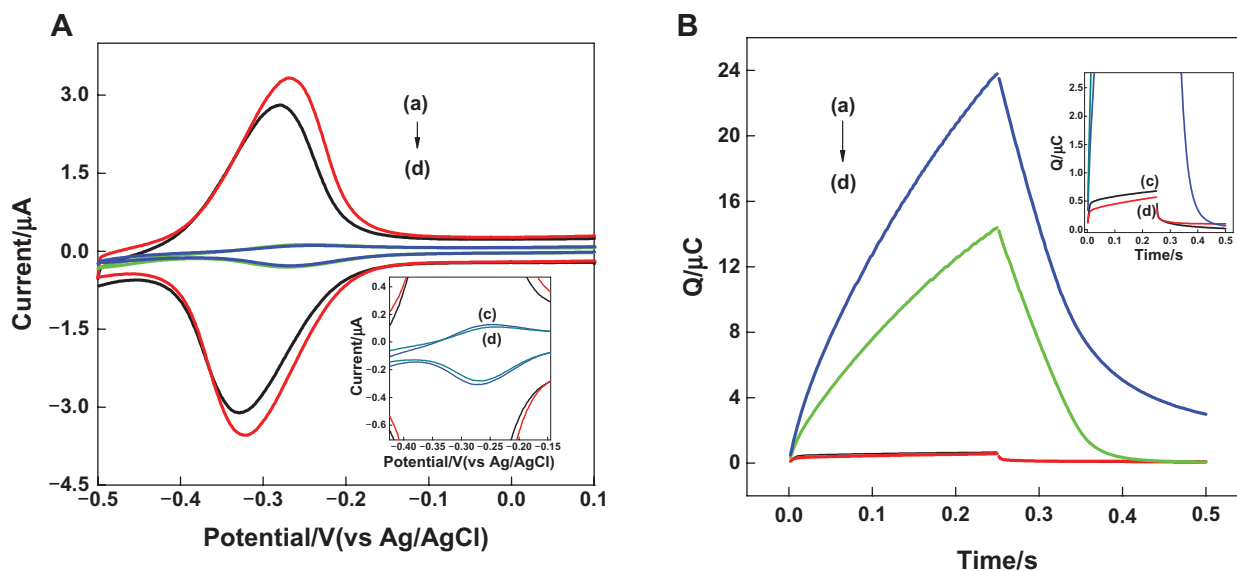 A
3.0
1.5
0.0
−1.5
−3.0
−4.5
Current/μA
(a)
(d)
−0.5
−0.4
−0.3
−0.2
−0.1
0.0
0.1
Potential/V(vs Ag/AgCl)
0.4
0.2
0.0
−0.2
−0.4
−0.6
Current/μA
(c)
(d)
−0.40
−0.35
−0.30
−0.25
−0.20
−0.15
Potential/V(vs Ag/AgCl)
B
24
20
16
12
8
4
0
Q/μC
(a)
(d)
0.0
0.1
0.2
0.3
0.4
0.5
Time/s
2.5
2.0
1.5
1.0
0.5
0.0
Q/μC
(c)
(d)
0.0
0.1
0.2
0.3
0.4
0.5
Time/s